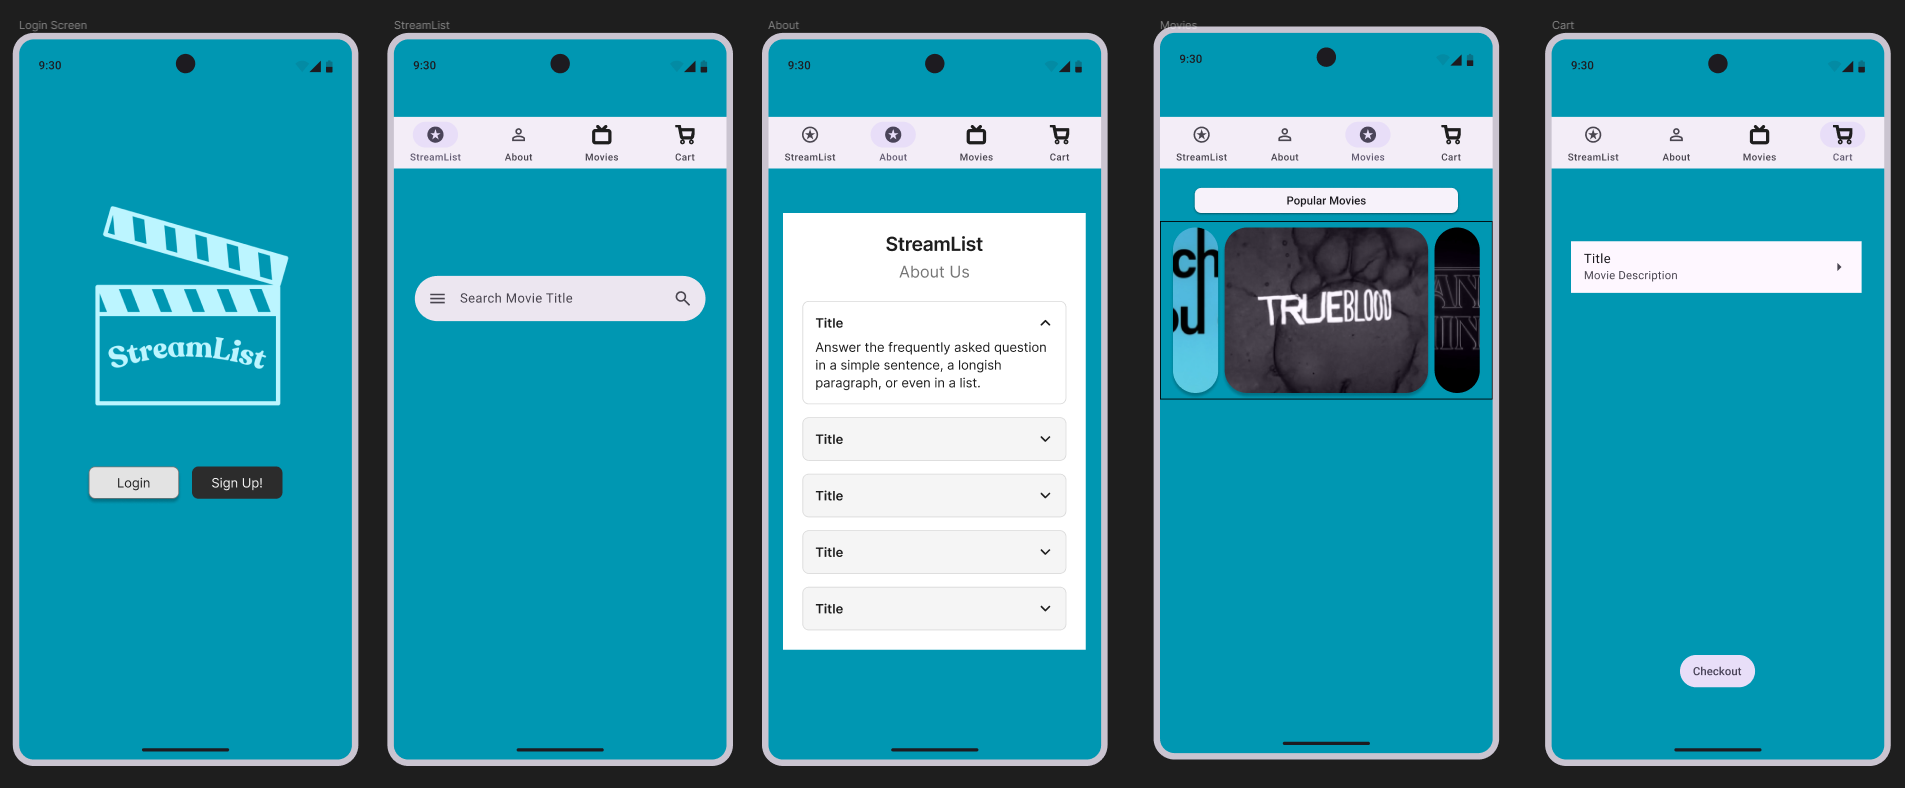 Login Screen
9:30
StreamList
Login
Sign Up!
StreamList
9:30
StreamList
About
Movies
Cart
Search Movie Title
About
9:30
StreamList
About
Movies
Cart
StreamList
About Us
Title
Answer the frequently asked question
in a simple sentence, a longish
paragraph, or even in a list.
Title
Title
Title
Title
Movies
9:30
StreamList
About
Movies
Cart
Popular Movies
ch
TRUEBLOOD
AN
IN
Cart
9:30
StreamList
About
Movies
Cart
Title
Movie Description
Checkout